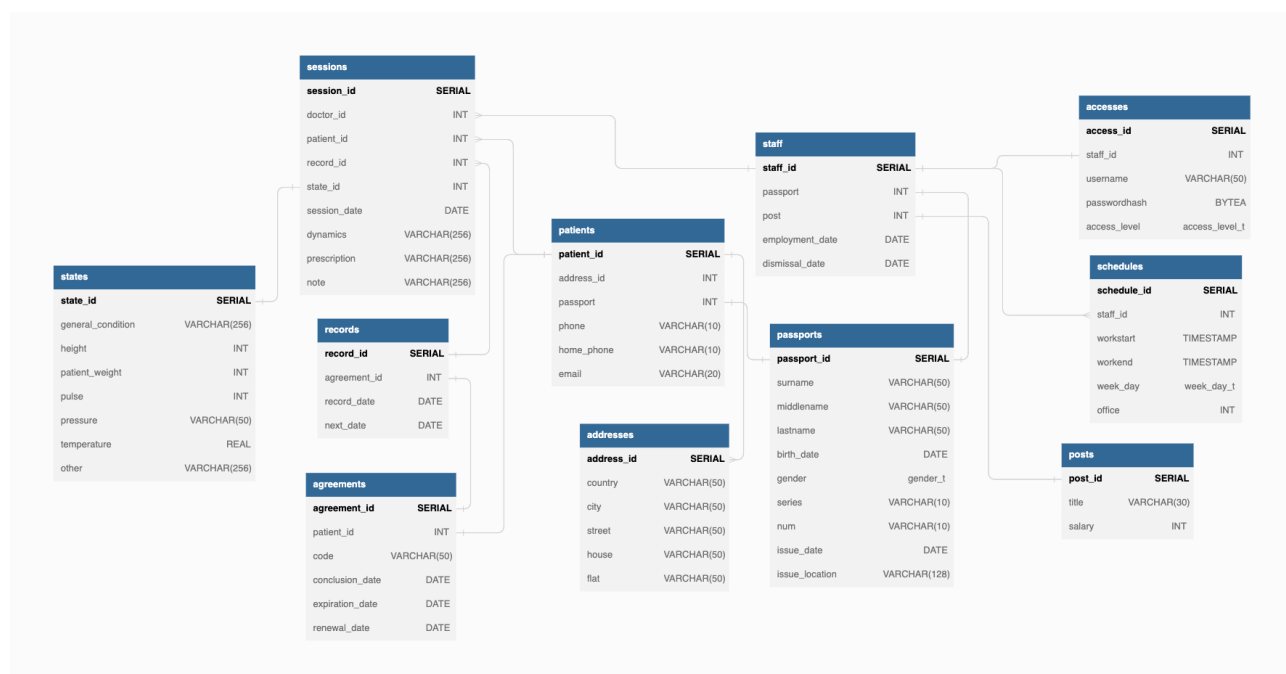 sessions
session_id SERIAL
doctor_id INT
patient_id INT
record_id INT
state_id INT
session_date DATE
dynamics VARCHAR(256)
prescription VARCHAR(256)
note VARCHAR(256)
states
state_id SERIAL
general_condition VARCHAR(256)
height INT
patient_weight INT
pulse INT
pressure VARCHAR(50)
temperature REAL
other VARCHAR(256)
records
record_id SERIAL
agreement_id INT
record_date DATE
next_date DATE
agreements
agreement_id SERIAL
patient_id INT
code VARCHAR(50)
conclusion_date DATE
expiration_date DATE
renewal_date DATE
patients
patient_id SERIAL
address_id INT
passport INT
phone VARCHAR(10)
home_phone VARCHAR(10)
email VARCHAR(20)
addresses
address_id SERIAL
country VARCHAR(50)
city VARCHAR(50)
street VARCHAR(50)
house VARCHAR(50)
flat VARCHAR(50)
staff
staff_id SERIAL
passport INT
post INT
employment_date DATE
dismissal_date DATE
passports
passport_id SERIAL
surname VARCHAR(50)
middlename VARCHAR(50)
lastname VARCHAR(50)
birth_date DATE
gender gender_t
series VARCHAR(10)
num VARCHAR(10)
issue_date DATE
issue_location VARCHAR(128)
accesses
access_id SERIAL
staff_id INT
username VARCHAR(50)
passwordhash BYTEA
access_level access_level_t
schedules
schedule_id SERIAL
staff_id INT
workstart TIMESTAMP
workend TIMESTAMP
week_day week_day_t
office INT
posts
post_id SERIAL
title VARCHAR(30)
salary INT